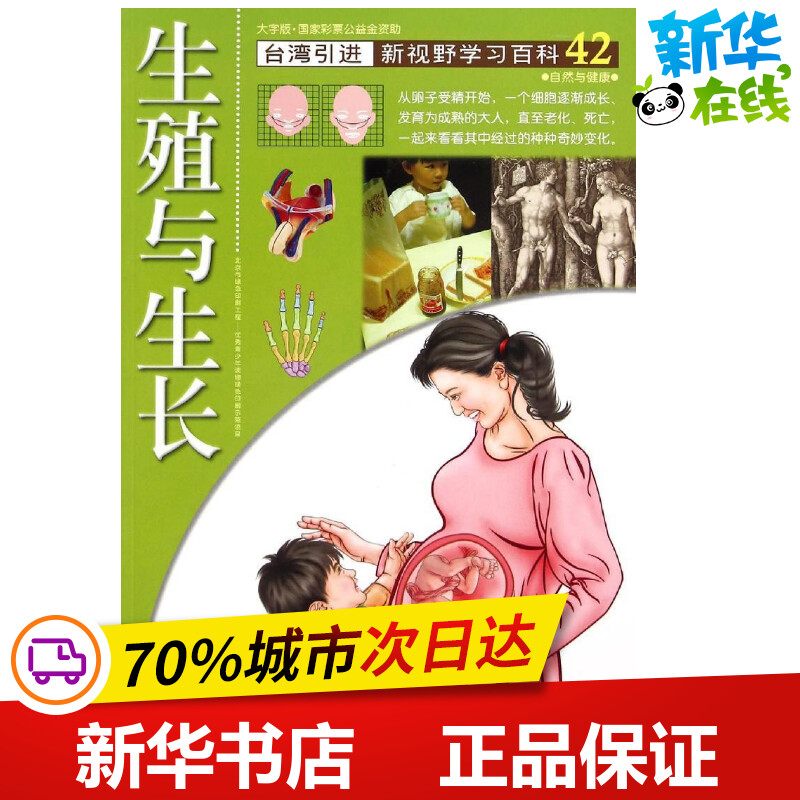 大字版·国家彩票公益金资助
台湾引进 新视野学习百科 42
●自然与健康●
从卵子受精开始，一个细胞逐渐成长、
发育为成熟的大人，直至老化、死亡，
一起来看看其中经过的种种奇妙变化。
生殖与生长
新华
在线
70%城市次日达
新华书店 正品保证